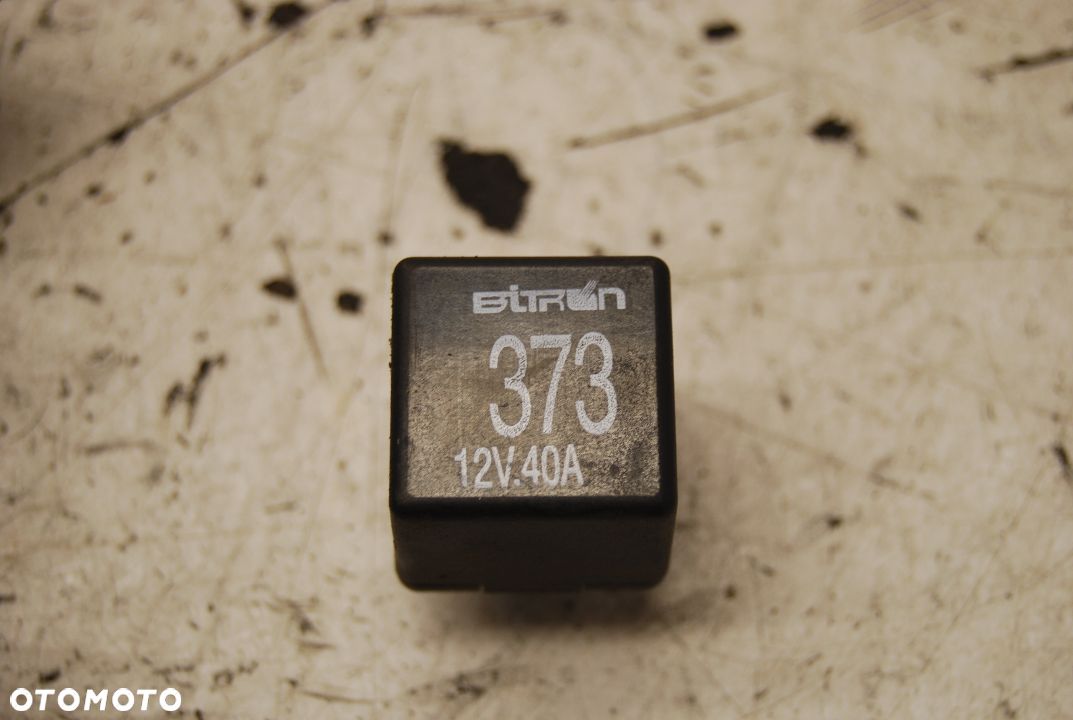 BITRON
373
12V.40A
OTOMOTO